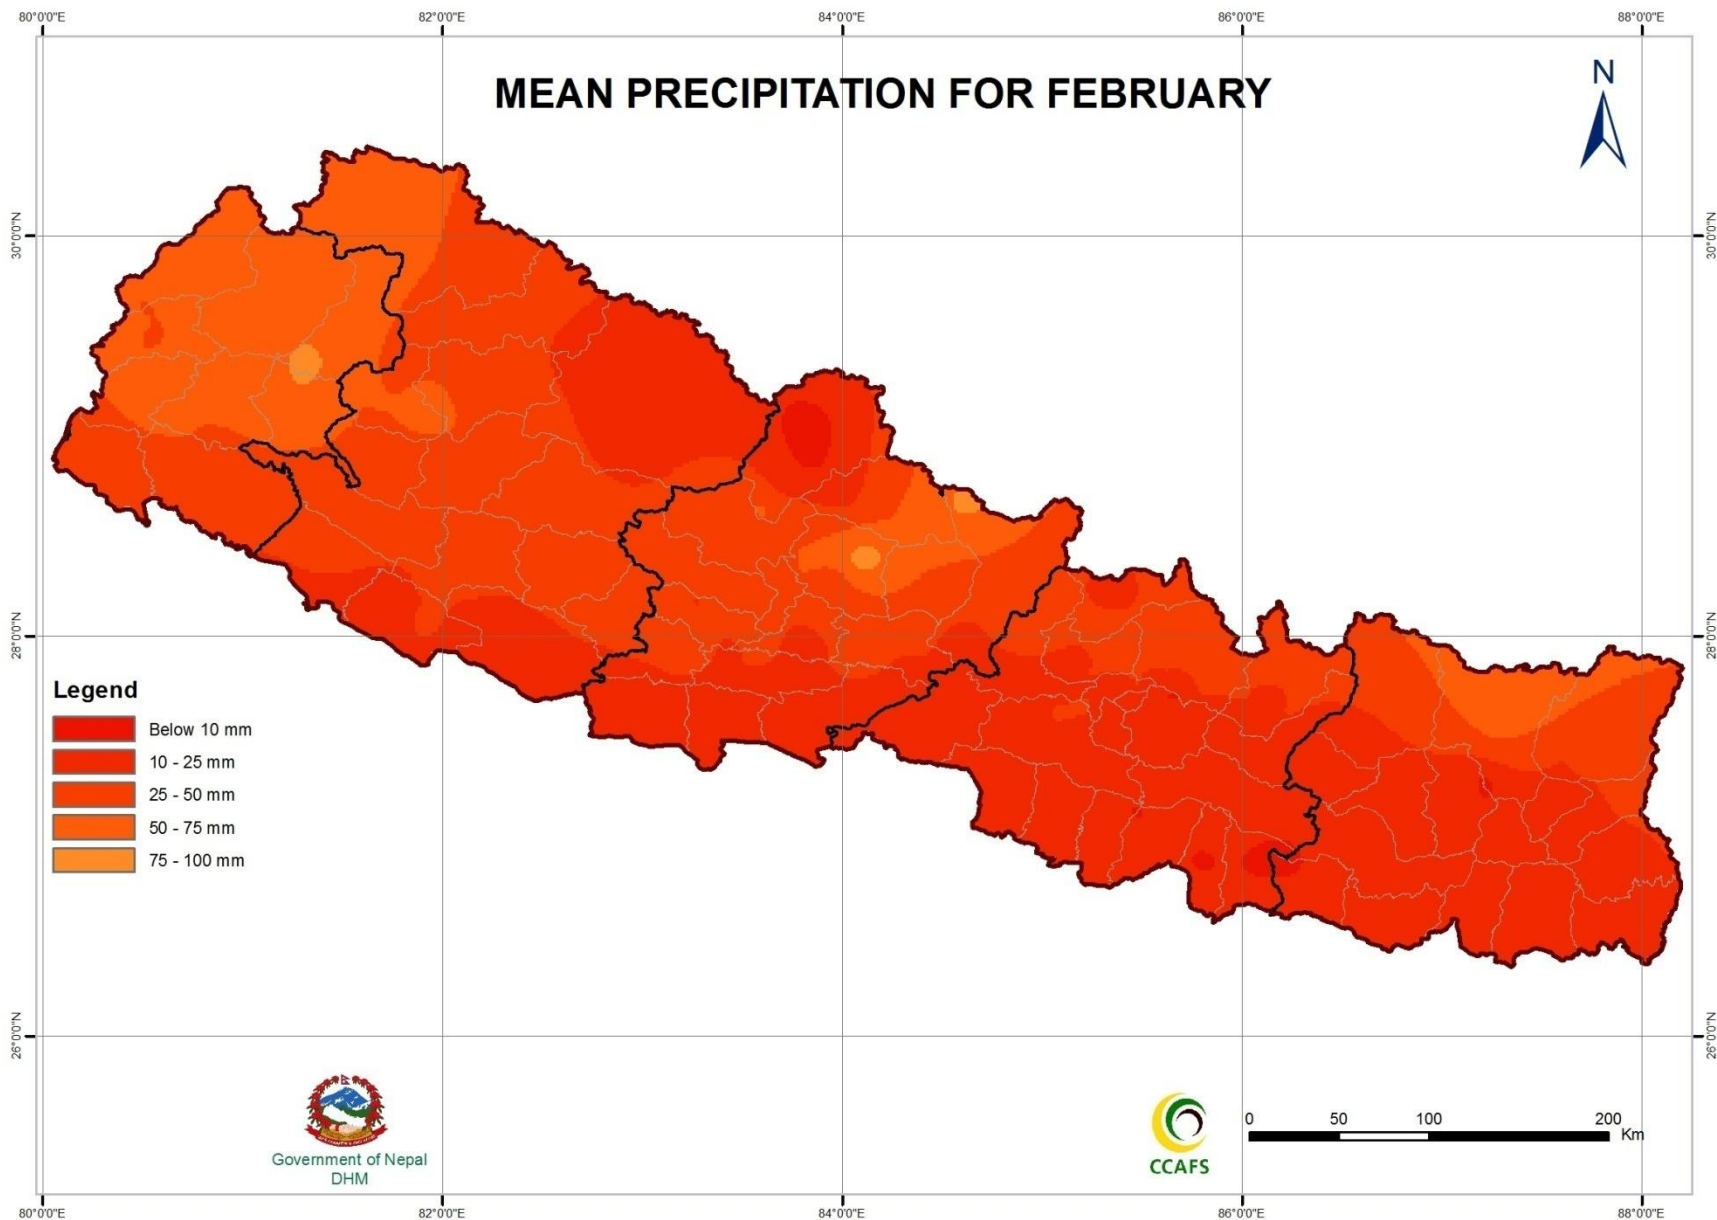 80°0'0"E
82°0'0"E
84°0'0"E
86°0'0"E
88°0'0"E
MEAN PRECIPITATION FOR FEBRUARY
N
30°0'0"N
30°0'0"N
28°0'0"N
28°0'0"N
Legend
Below 10 mm
10 - 25 mm
25 - 50 mm
50 - 75 mm
75 - 100 mm
26°0'0"N
26°0'0"N
Government of Nepal
DHM
CCAFS
0 50 100 200
Km
80°0'0"E
82°0'0"E
84°0'0"E
86°0'0"E
88°0'0"E